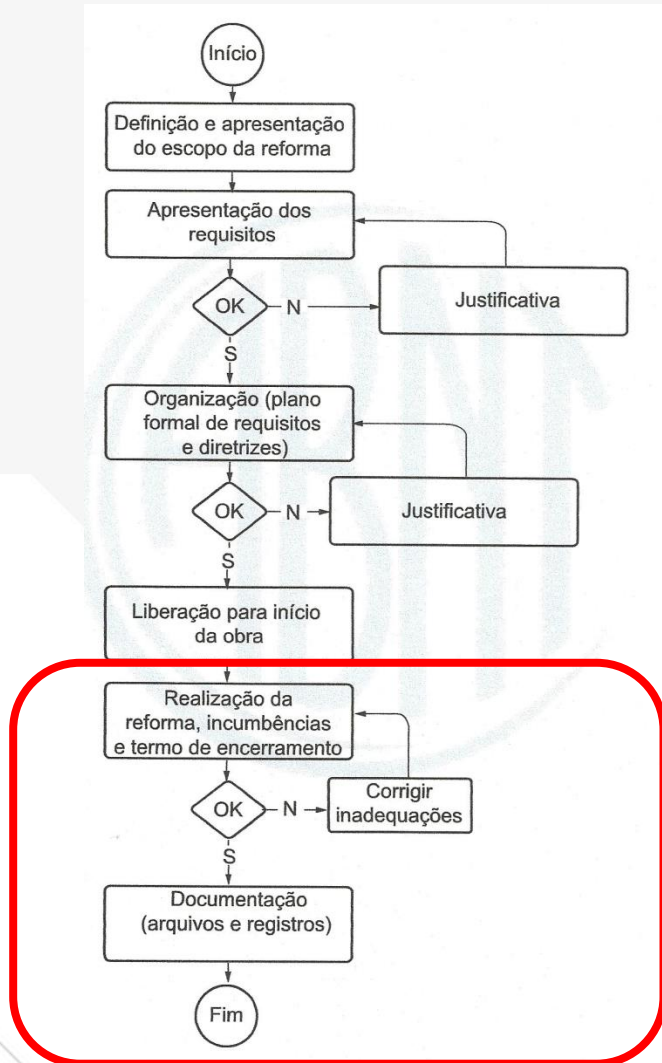 Início
Definição e apresentação
do escopo da reforma
Apresentação dos
requisitos
OK
N
Justificativa
S
Organização (plano
formal de requisitos
e diretrizes)
OK
N
Justificativa
S
Liberação para início
da obra
Realização da
reforma, incumbências
e termo de encerramento
OK
N
Corrigir
inadequações
S
Documentação
(arquivos e registros)
Fim
ABNT